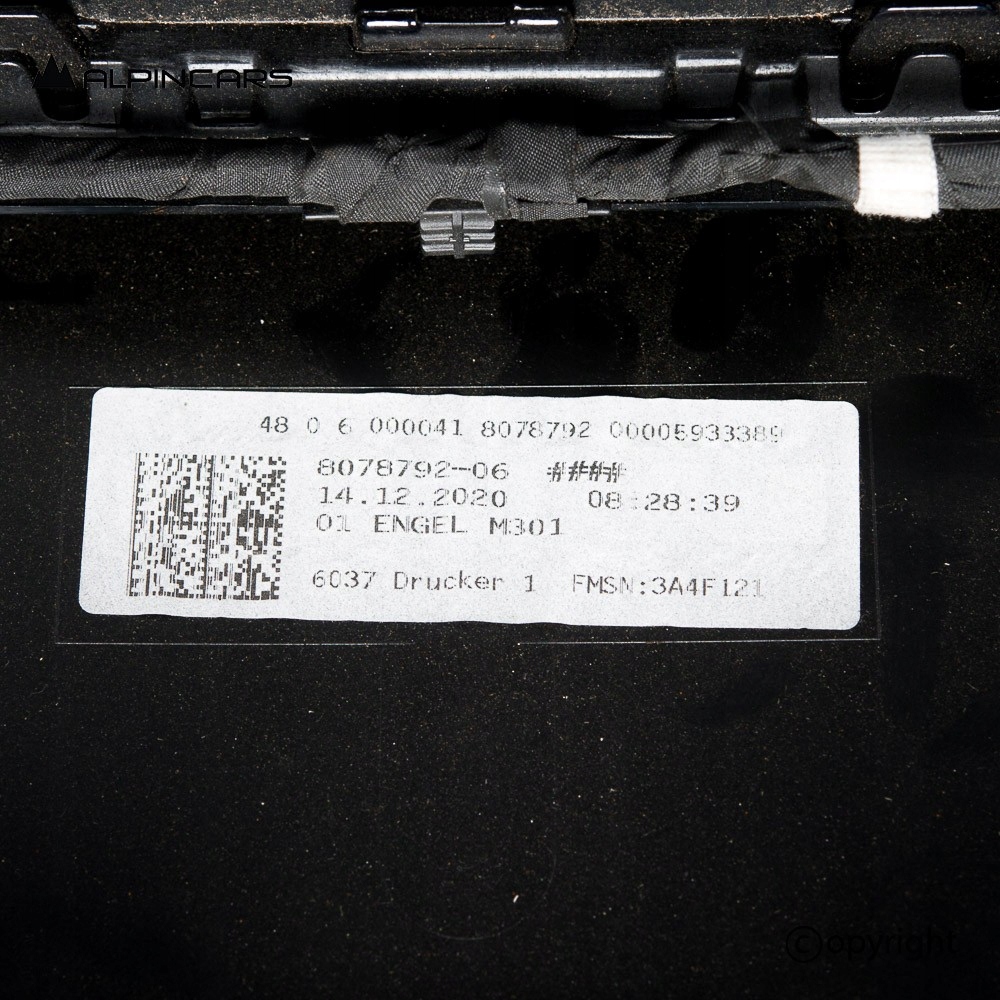 ALPINCARS
48 0 6 000041 8078792 00005933389
8078792-06 ####
14.12.2020 08:28:39
01 ENGEL M301
6037 Drucker 1 FMSN:3A4F121
©opyright